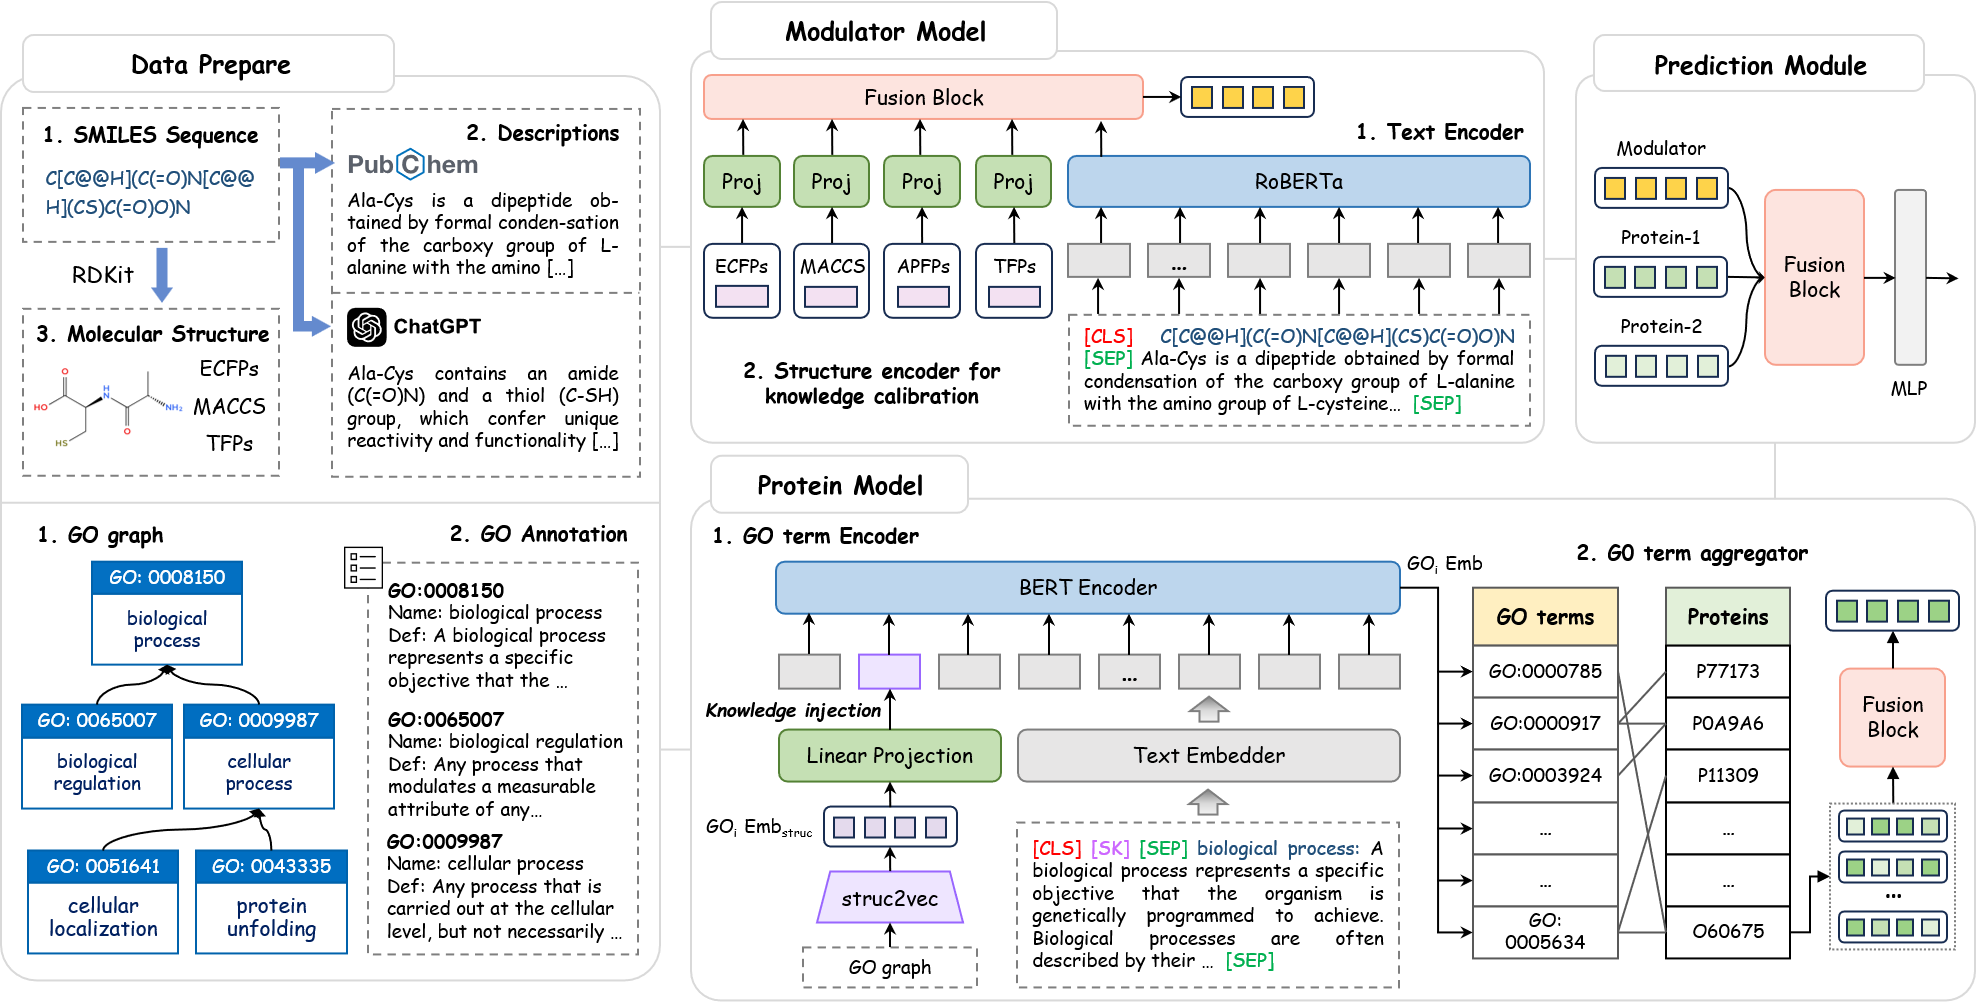 Data Prepare
1. SMILES Sequence
C[C@@H](C(=O)N[C@@
H](CS)C(=O)O)N
RDKit
3. Molecular Structure
ECFPs
MACCS
TFPs
O
HO
H
N
O
NH₂
HS
2. Descriptions
PubChem
Ala-Cys is a dipeptide ob-
tained by formal conden-sation
of the carboxy group of L-
alanine with the amino [...]
ChatGPT
Ala-Cys contains an amide
(C(=O)N) and a thiol (C-SH)
group, which confer unique
reactivity and functionality [...]
1. GO graph
GO: 0008150
biological
process
GO: 0065007
biological
regulation
GO: 0009987
cellular
process
GO: 0051641
cellular
localization
GO: 0043335
protein
unfolding
2. GO Annotation
GO:0008150
Name: biological process
Def: A biological process
represents a specific
objective that the ...
GO:0065007
Name: biological regulation
Def: Any process that
modulates a measurable
attribute of any...
GO:0009987
Name: cellular process
Def: Any process that is
carried out at the cellular
level, but not necessarily ...
Modulator Model
Fusion Block
1. Text Encoder
Proj
Proj
Proj
Proj
RoBERTa
ECFPs
MACCS
APFPs
TFPs
...
2. Structure encoder for
knowledge calibration
[CLS] C[C@@H](C(=O)N[C@@H](CS)C(=O)O)N
[SEP] Ala-Cys is a dipeptide obtained by formal
condensation of the carboxy group of L-alanine
with the amino group of L-cysteine... [SEP]
Prediction Module
Modulator
Protein-1
Protein-2
Fusion
Block
MLP
Protein Model
1. GO term Encoder
BERT Encoder
...
Knowledge injection
Linear Projection
Text Embedder
GOi Embstruc
struc2vec
GO graph
[CLS] [SK] [SEP] biological process: A
biological process represents a specific
objective that the organism is
genetically programmed to achieve.
Biological processes are often
described by their ... [SEP]
GOi Emb
2. G0 term aggregator
GO terms
GO:0000785
GO:0000917
GO:0003924
...
...
GO:
0005634
Proteins
P77173
P0A9A6
P11309
...
...
O60675
Fusion
Block
...